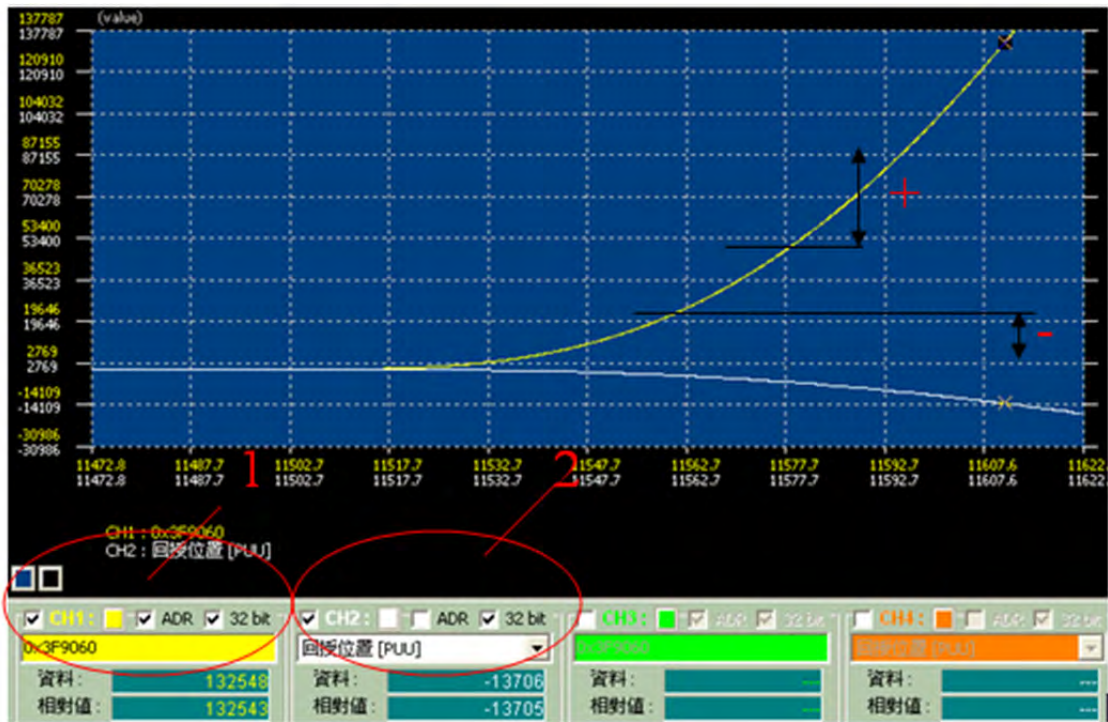 137787 (value)
137787
120910
120910
104032
104032
87155
87155
70278
70278
+
53400
53400
36523
36523
19646
19646
-
2769
2769
-14109
-14109
-30986
-30986
11472.8 11487.7 11502.7 11517.7 11532.7 11547.7 11562.7 11577.7 11592.7 11607.6 11622.
11472.8 11487.7 11502.7 11517.7 11532.7 11547.7 11562.7 11577.7 11592.7 11607.6 11622.
1 2
CH1 : 0x3F9060
CH2 : 回授位置 [PUU]
CH1 : ADR 32 bit CH2 : ADR 32 bit CH3 : ADR 32 bit CH4 : ADR 32 bit
0x3F9060 回授位置 [PUU] 0x3F9060 回授位置 [PUU]
資料 : 132548 資料 : -13706 資料 : --- 資料 : ---
相對值 : 132543 相對值 : -13705 相對值 : --- 相對值 : ---